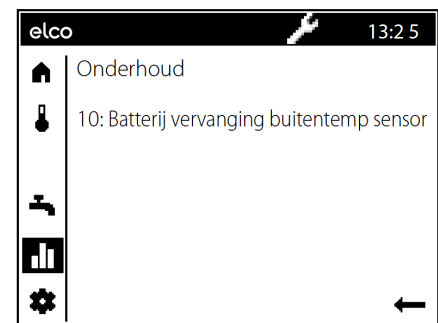 elco 13:2 5
Onderhoud
10: Batterij vervanging buitentemp sensor